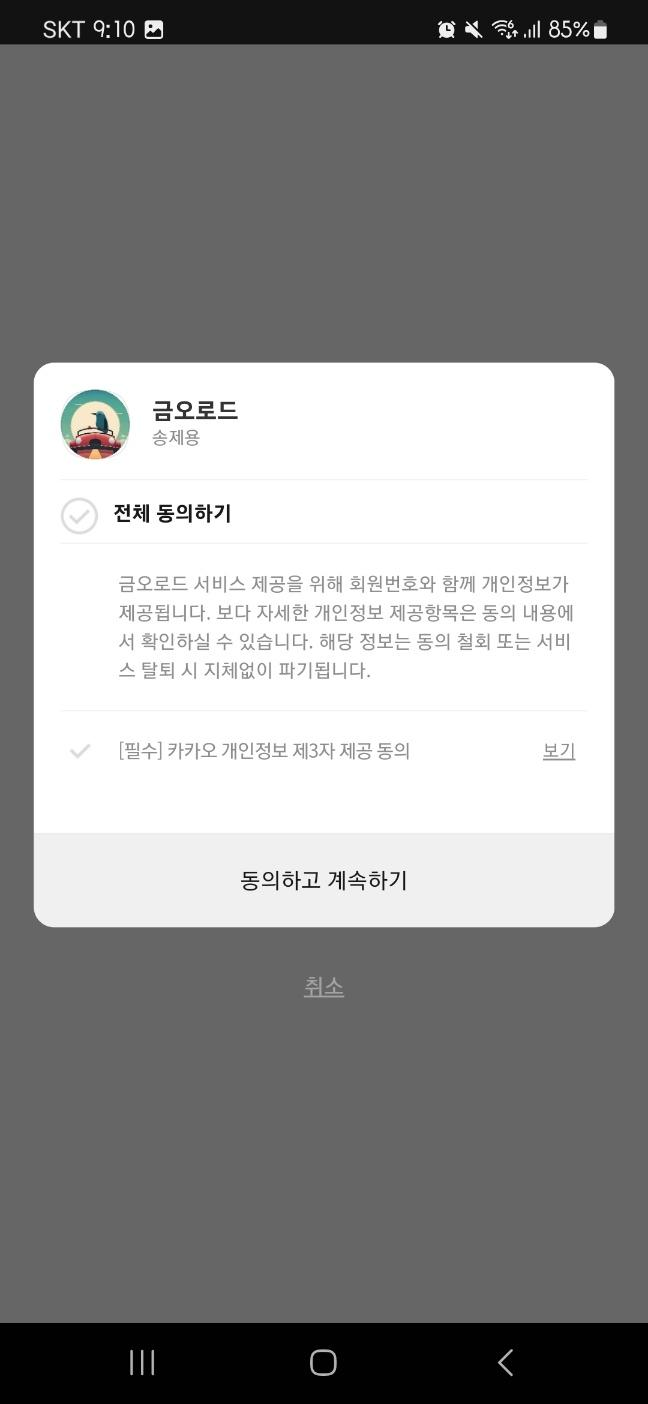 SKT 9:10 85%
금오로드
송제용
전체 동의하기
금오로드 서비스 제공을 위해 회원번호와 함께 개인정보가
제공됩니다. 보다 자세한 개인정보 제공항목은 동의 내용에
서 확인하실 수 있습니다. 해당 정보는 동의 철회 또는 서비
스 탈퇴 시 지체없이 파기됩니다.
[필수] 카카오 개인정보 제3자 제공 동의 보기
동의하고 계속하기
취소